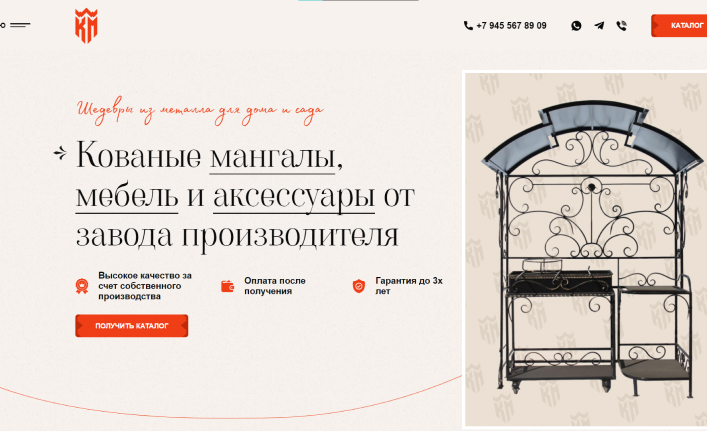 ю
КМ
+7 945 567 89 09
КАТАЛОГ
Шедевры из металла для дома и сада
Кованые мангалы,
мебель и аксессуары от
завода производителя
Высокое качество за
счет собственного
производства
Оплата после
получения
Гарантия до 3х
лет
ПОЛУЧИТЬ КАТАЛОГ